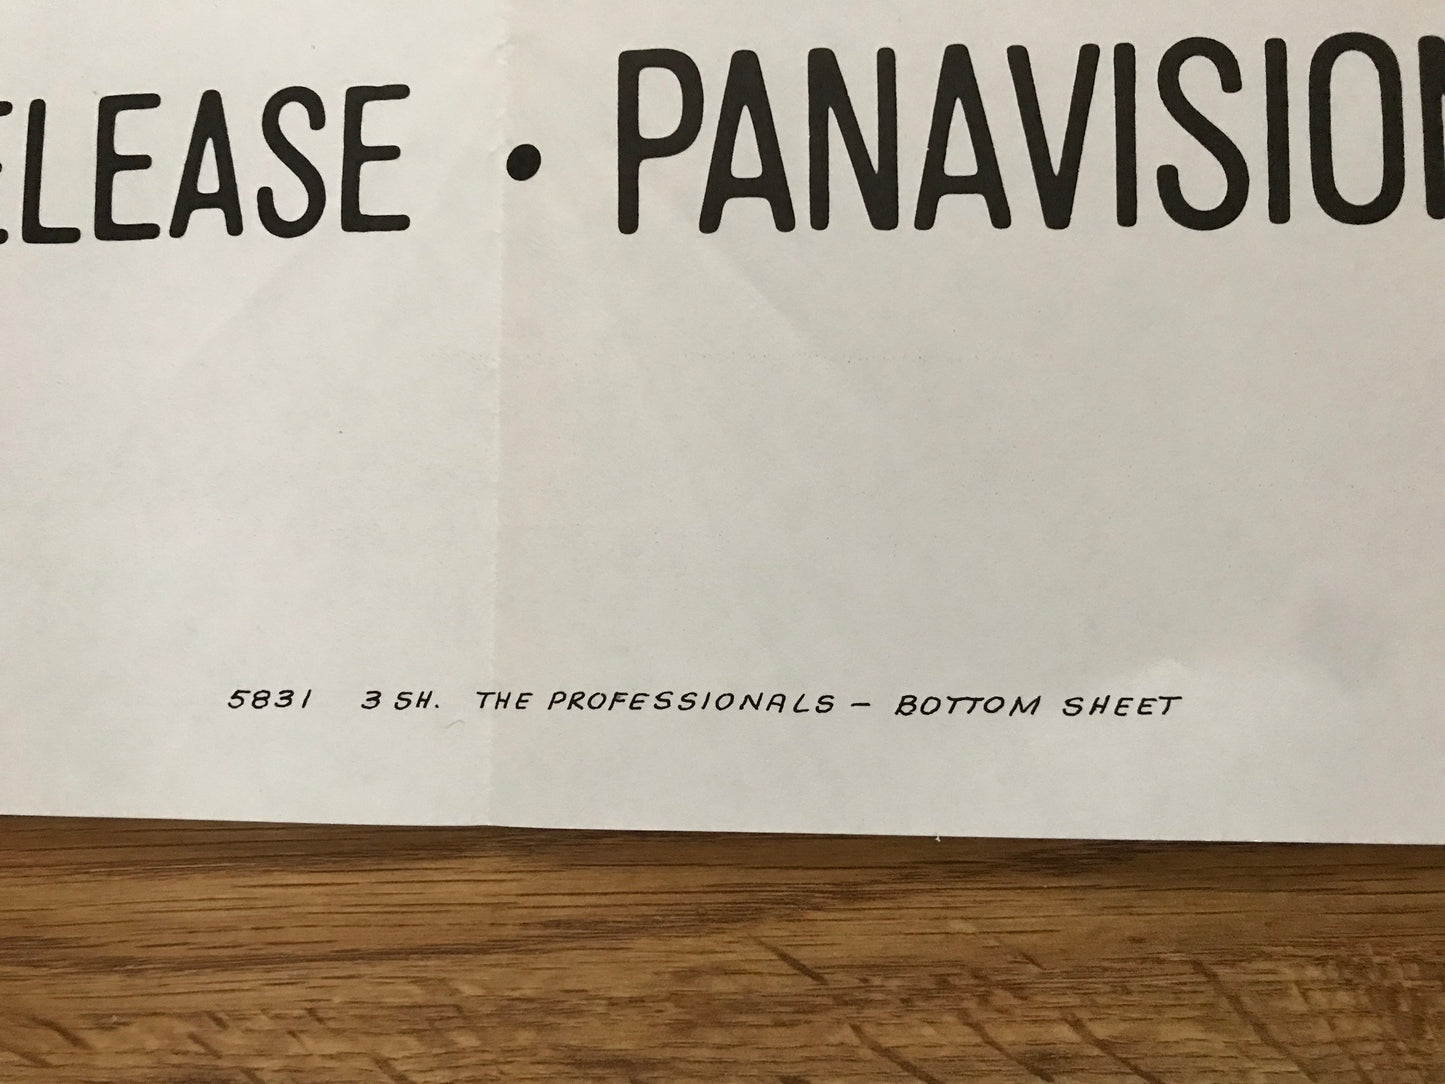 ELEASE • PANAVISION
5831 3 SH. THE PROFESSIONALS – BOTTOM SHEET